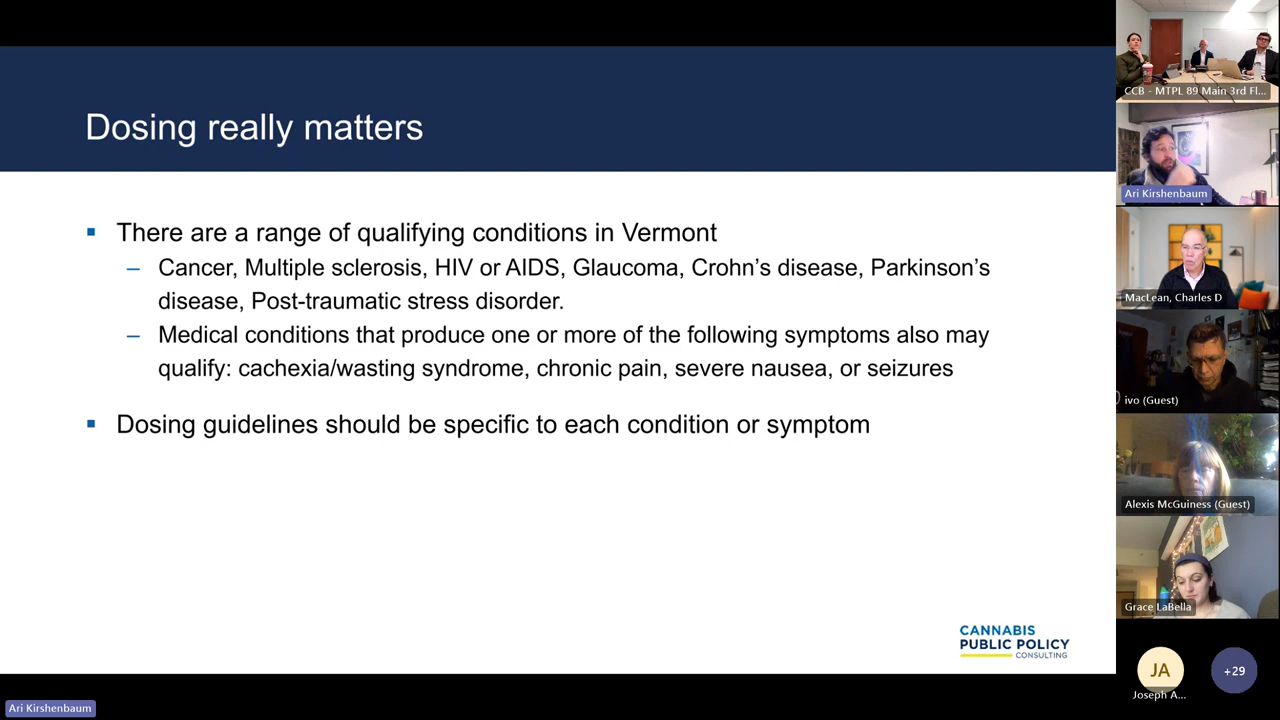 Dosing really matters
▪ There are a range of qualifying conditions in Vermont
– Cancer, Multiple sclerosis, HIV or AIDS, Glaucoma, Crohn’s disease, Parkinson’s
disease, Post-traumatic stress disorder.
– Medical conditions that produce one or more of the following symptoms also may
qualify: cachexia/wasting syndrome, chronic pain, severe nausea, or seizures
▪ Dosing guidelines should be specific to each condition or symptom
CANNABIS
PUBLIC POLICY
CONSULTING
CCB - MTPL 89 Main 3rd Fl...
Ari Kirshenbaum
MacLean, Charles D
ivo (Guest)
Alexis McGuiness (Guest)
Grace LaBella
JA
Joseph A...
+29
Ari Kirshenbaum